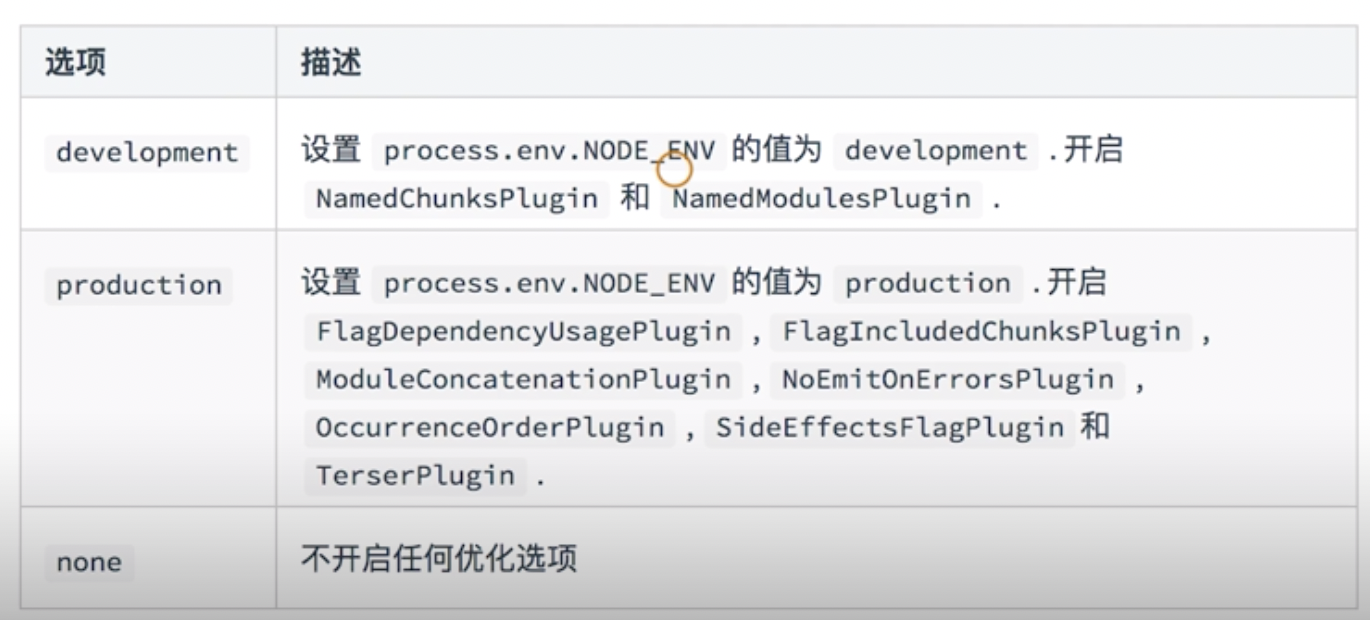 选项 描述
development 设置 process.env.NODE_ENV 的值为 development .开启
NamedChunksPlugin 和 NamedModulesPlugin .
production 设置 process.env.NODE_ENV 的值为 production .开启
FlagDependencyUsagePlugin , FlagIncludedChunksPlugin ,
ModuleConcatenationPlugin , NoEmitOnErrorsPlugin ,
OccurrenceOrderPlugin , SideEffectsFlagPlugin 和
TerserPlugin .
none 不开启任何优化选项